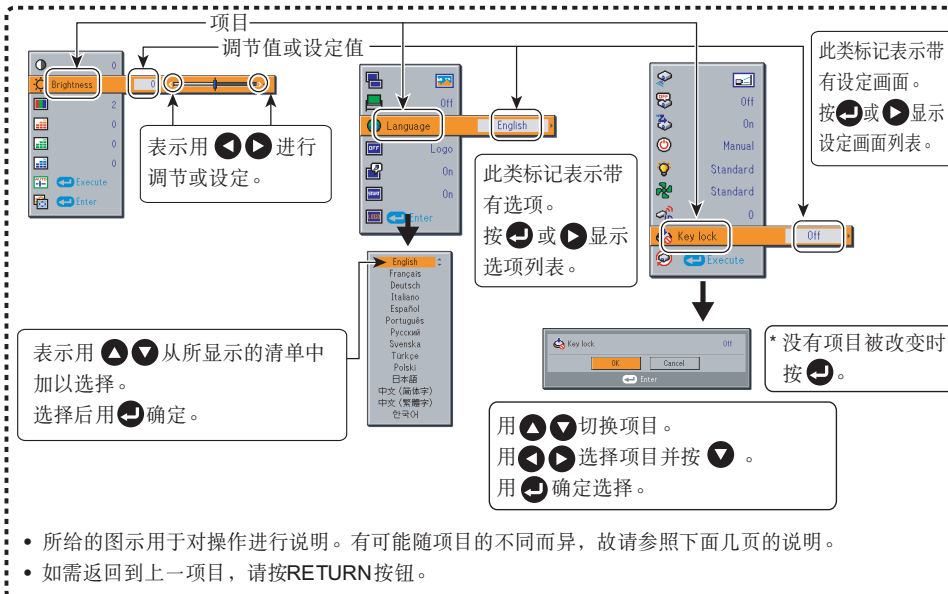 项目
调节值或设定值
0
Brightness 0
2
0
0
0
Execute
Enter
表示用 ◀ ▶ 进行
调节或设定。
Off
Language English
Logo
On
On
Enter
此类标记表示带
有选项。
按 ⏎ 或 ▶ 显示
选项列表。
Off
On
Manual
Standard
Standard
0
Key lock Off
Execute
此类标记表示带
有设定画面。
按 ⏎ 或 ▶ 显示
设定画面列表。
English
Français
Deutsch
Italiano
Español
Português
Русский
Svenska
Türkçe
Polski
日本語
中文 (简体字)
中文 (繁體字)
한국어
表示用 ▲ ▼ 从所显示的清单中
加以选择。
选择后用 ⏎ 确定。
Key lock Off
OK Cancel
Enter
* 没有项目被改变时
按 ⏎ 。
用 ▲ ▼ 切换项目。
用 ◀ ▶ 选择项目并按 ▼ 。
用 ⏎ 确定选择。
• 所给的图示用于对操作进行说明。有可能随项目的不同而异，故请参照下面几页的说明。
• 如需返回到上一项目，请按RETURN按钮。